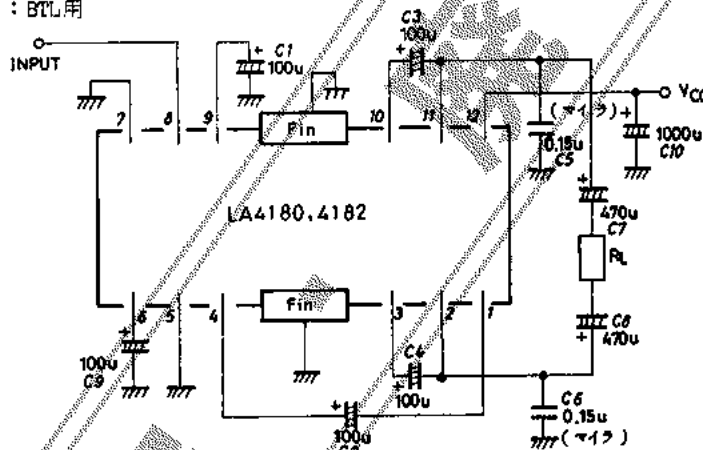 : BTL用
INPUT
C1
100u
C3
100u
7
8
9
Fin
10
11
12
(マイラ)
0.15u
C5
Vcc
1000u
C10
470u
C7
RL
LA4180,4182
6
5
4
Fin
3
2
1
C8
470u
100u
C9
C4
100u
100u
C6
0.15u
(マイラ)